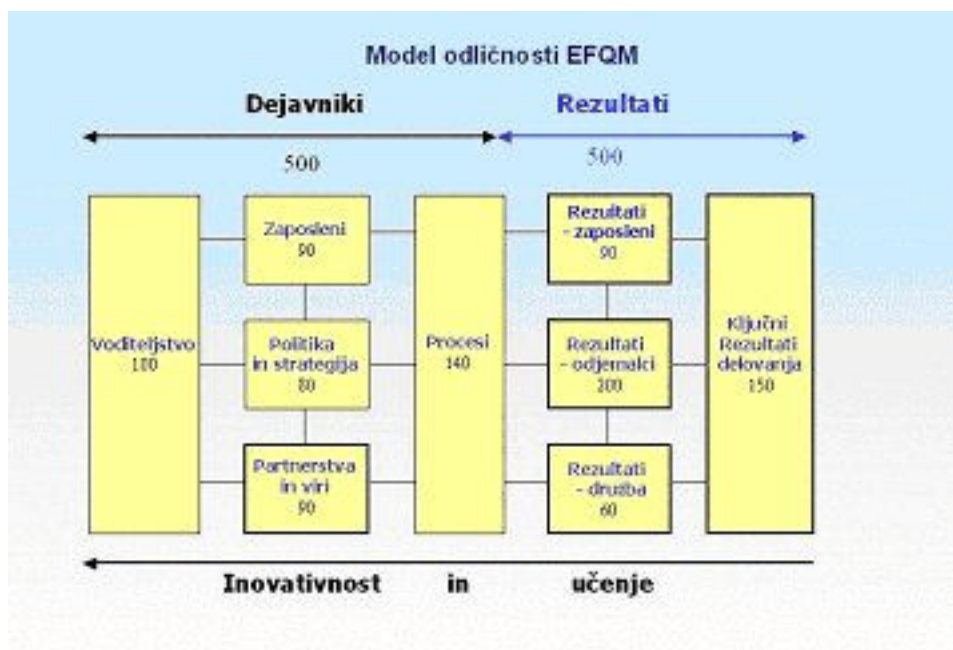 Model odličnosti EFQM
Dejavniki
Rezultati
500
500
Voditeljstvo
100
Zaposleni
90
Politika
in strategija
80
Partnerstva
in viri
90
Procesi
140
Rezultati
- zaposleni
90
Rezultati
- odjemalci
200
Rezultati
- družba
60
Ključni
Rezultati
delovanja
150
Inovativnost in učenje